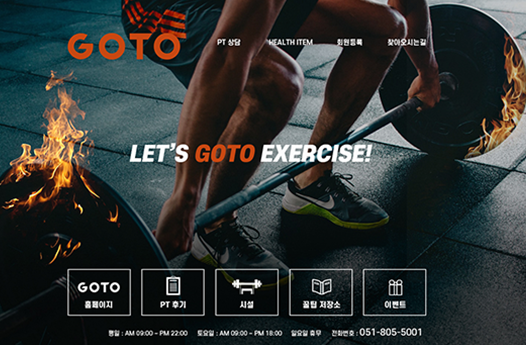 GOTO
PT 상담 HEALTH ITEM 회원등록 찾아오시는길
LET'S GOTO EXERCISE!
GOTO 홈페이지
PT 후기
시설
꿀팁 저장소
이벤트
평일 : AM 09:00 ~ PM 22:00 토요일 : AM 09:00 ~ PM 18:00 일요일 휴무 전화번호 : 051-805-5001